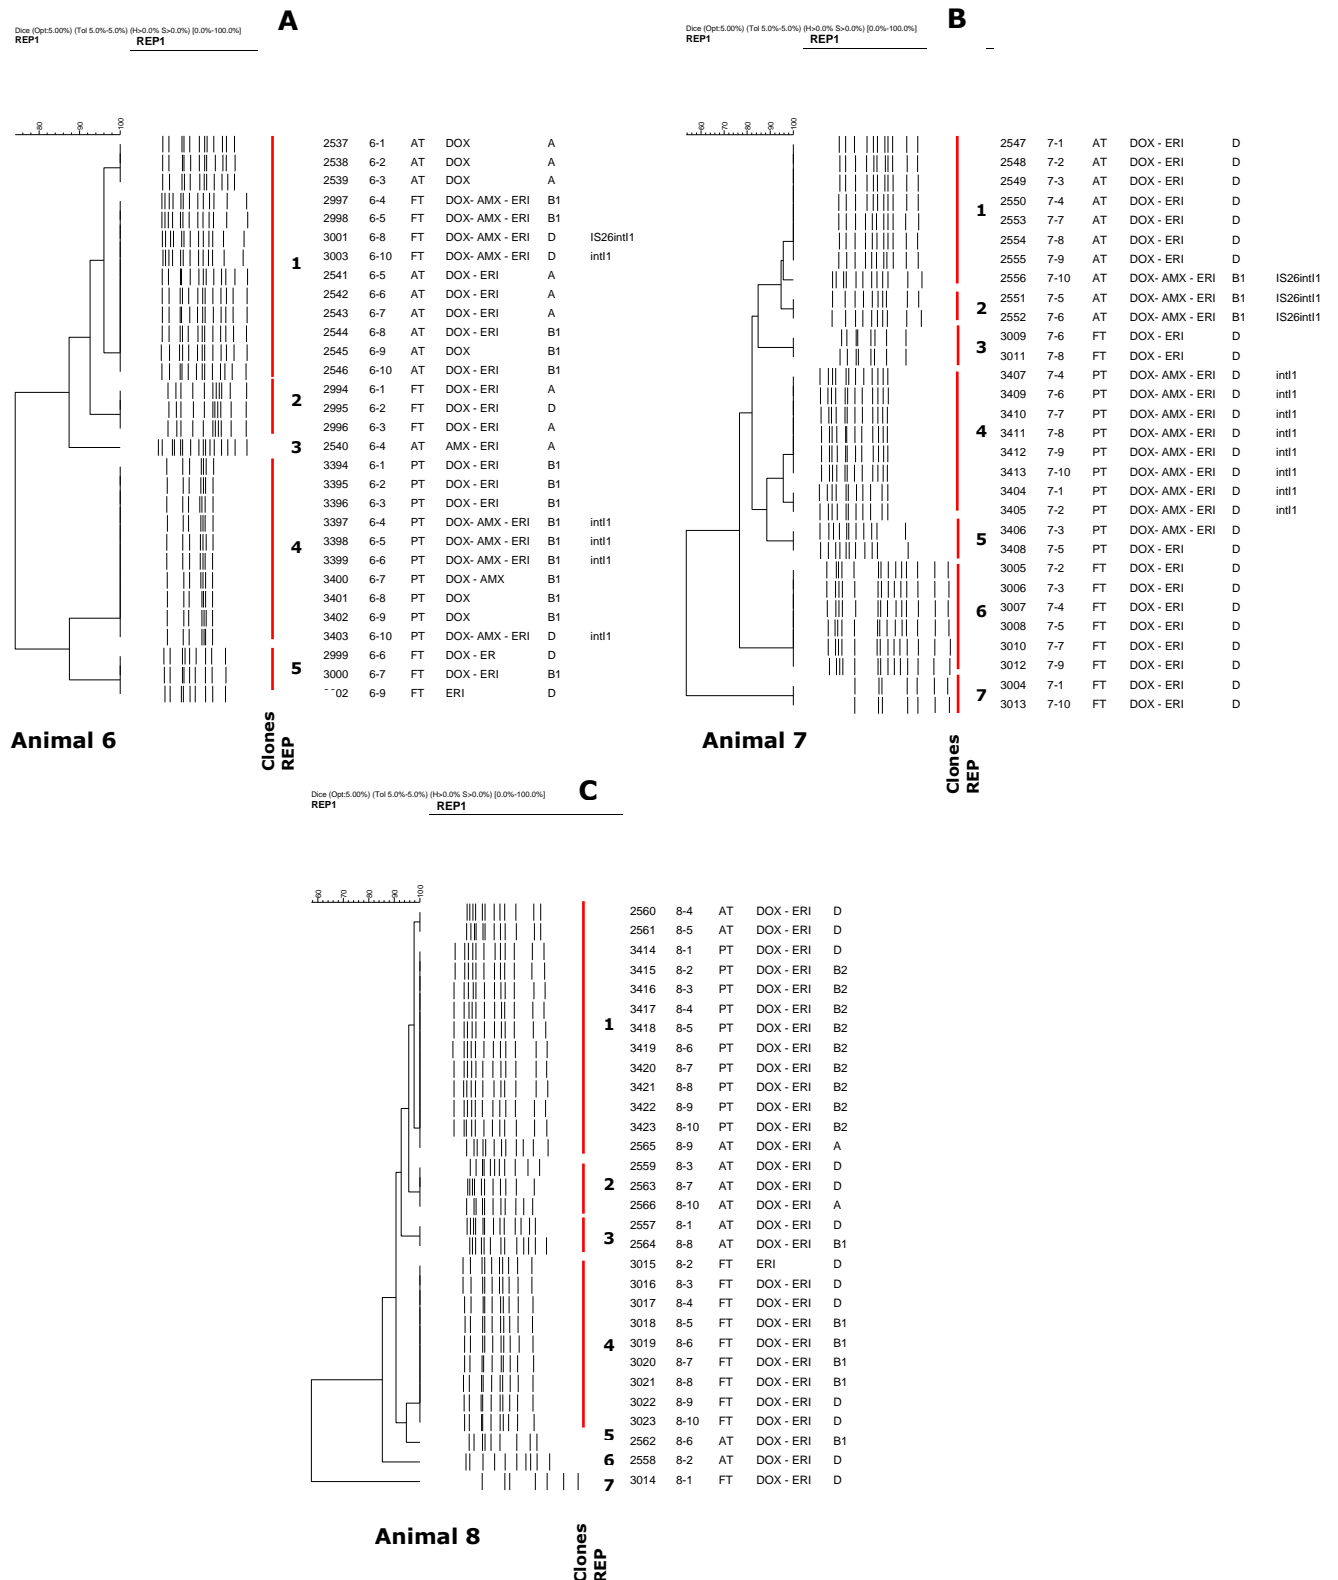 A
Dice (Opt:5.00%) (Tol 5.0%-5.0%) (H>0.0% S>0.0%) [0.0%-100.0%]
REP1 REP1
80 90 100
2537 6-1 AT DOX A
2538 6-2 AT DOX A
2539 6-3 AT DOX A
2997 6-4 FT DOX- AMX - ERI B1
2998 6-5 FT DOX- AMX - ERI B1
3001 6-8 FT DOX- AMX - ERI D IS26intI1
3003 6-10 FT DOX- AMX - ERI D intI1
1
2541 6-5 AT DOX - ERI A
2542 6-6 AT DOX - ERI A
2543 6-7 AT DOX - ERI A
2544 6-8 AT DOX - ERI B1
2545 6-9 AT DOX B1
2546 6-10 AT DOX - ERI B1
2994 6-1 FT DOX - ERI A
2
2995 6-2 FT DOX - ERI D
2996 6-3 FT DOX - ERI A
3 2540 6-4 AT AMX - ERI A
3394 6-1 PT DOX - ERI B1
3395 6-2 PT DOX - ERI B1
3396 6-3 PT DOX - ERI B1
3397 6-4 PT DOX- AMX - ERI B1 intI1
3398 6-5 PT DOX- AMX - ERI B1 intI1
4
3399 6-6 PT DOX- AMX - ERI B1 intI1
3400 6-7 PT DOX - AMX B1
3401 6-8 PT DOX B1
3402 6-9 PT DOX B1
3403 6-10 PT DOX- AMX - ERI D intI1
2999 6-6 FT DOX - ER D
5
3000 6-7 FT DOX - ERI B1
02 6-9 FT ERI D
Animal 6
Clones
REP
B
Dice (Opt:5.00%) (Tol 5.0%-5.0%) (H>0.0% S>0.0%) [0.0%-100.0%]
REP1 REP1
60 70 80 90 100
2547 7-1 AT DOX - ERI D
2548 7-2 AT DOX - ERI D
2549 7-3 AT DOX - ERI D
2550 7-4 AT DOX - ERI D
1
2553 7-7 AT DOX - ERI D
2554 7-8 AT DOX - ERI D
2555 7-9 AT DOX - ERI D
2556 7-10 AT DOX- AMX - ERI B1 IS26intI1
2551 7-5 AT DOX- AMX - ERI B1 IS26intI1
2
2552 7-6 AT DOX- AMX - ERI B1 IS26intI1
3009 7-6 FT DOX - ERI D
3
3011 7-8 FT DOX - ERI D
3407 7-4 PT DOX- AMX - ERI D intI1
3409 7-6 PT DOX- AMX - ERI D intI1
3410 7-7 PT DOX- AMX - ERI D intI1
4
3411 7-8 PT DOX- AMX - ERI D intI1
3412 7-9 PT DOX- AMX - ERI D intI1
3413 7-10 PT DOX- AMX - ERI D intI1
3404 7-1 PT DOX- AMX - ERI D intI1
3405 7-2 PT DOX- AMX - ERI D intI1
3406 7-3 PT DOX- AMX - ERI D
5
3408 7-5 PT DOX - ERI D
3005 7-2 FT DOX - ERI D
3006 7-3 FT DOX - ERI D
6
3007 7-4 FT DOX - ERI D
3008 7-5 FT DOX - ERI D
3010 7-7 FT DOX - ERI D
3012 7-9 FT DOX - ERI D
3004 7-1 FT DOX - ERI D
7
3013 7-10 FT DOX - ERI D
Animal 7
Clones
REP
C
Dice (Opt:5.00%) (Tol 5.0%-5.0%) (H>0.0% S>0.0%) [0.0%-100.0%]
REP1 REP1
60 70 80 90 100
2560 8-4 AT DOX - ERI D
2561 8-5 AT DOX - ERI D
3414 8-1 PT DOX - ERI D
3415 8-2 PT DOX - ERI B2
3416 8-3 PT DOX - ERI B2
3417 8-4 PT DOX - ERI B2
1
3418 8-5 PT DOX - ERI B2
3419 8-6 PT DOX - ERI B2
3420 8-7 PT DOX - ERI B2
3421 8-8 PT DOX - ERI B2
3422 8-9 PT DOX - ERI B2
3423 8-10 PT DOX - ERI B2
2565 8-9 AT DOX - ERI A
2559 8-3 AT DOX - ERI D
2
2563 8-7 AT DOX - ERI D
2566 8-10 AT DOX - ERI A
2557 8-1 AT DOX - ERI D
3
2564 8-8 AT DOX - ERI B1
3015 8-2 FT ERI D
3016 8-3 FT DOX - ERI D
3017 8-4 FT DOX - ERI D
3018 8-5 FT DOX - ERI B1
4
3019 8-6 FT DOX - ERI B1
3020 8-7 FT DOX - ERI B1
3021 8-8 FT DOX - ERI B1
3022 8-9 FT DOX - ERI D
3023 8-10 FT DOX - ERI D
5
2562 8-6 AT DOX - ERI B1
6 2558 8-2 AT DOX - ERI D
7 3014 8-1 FT DOX - ERI D
Animal 8
Clones
REP